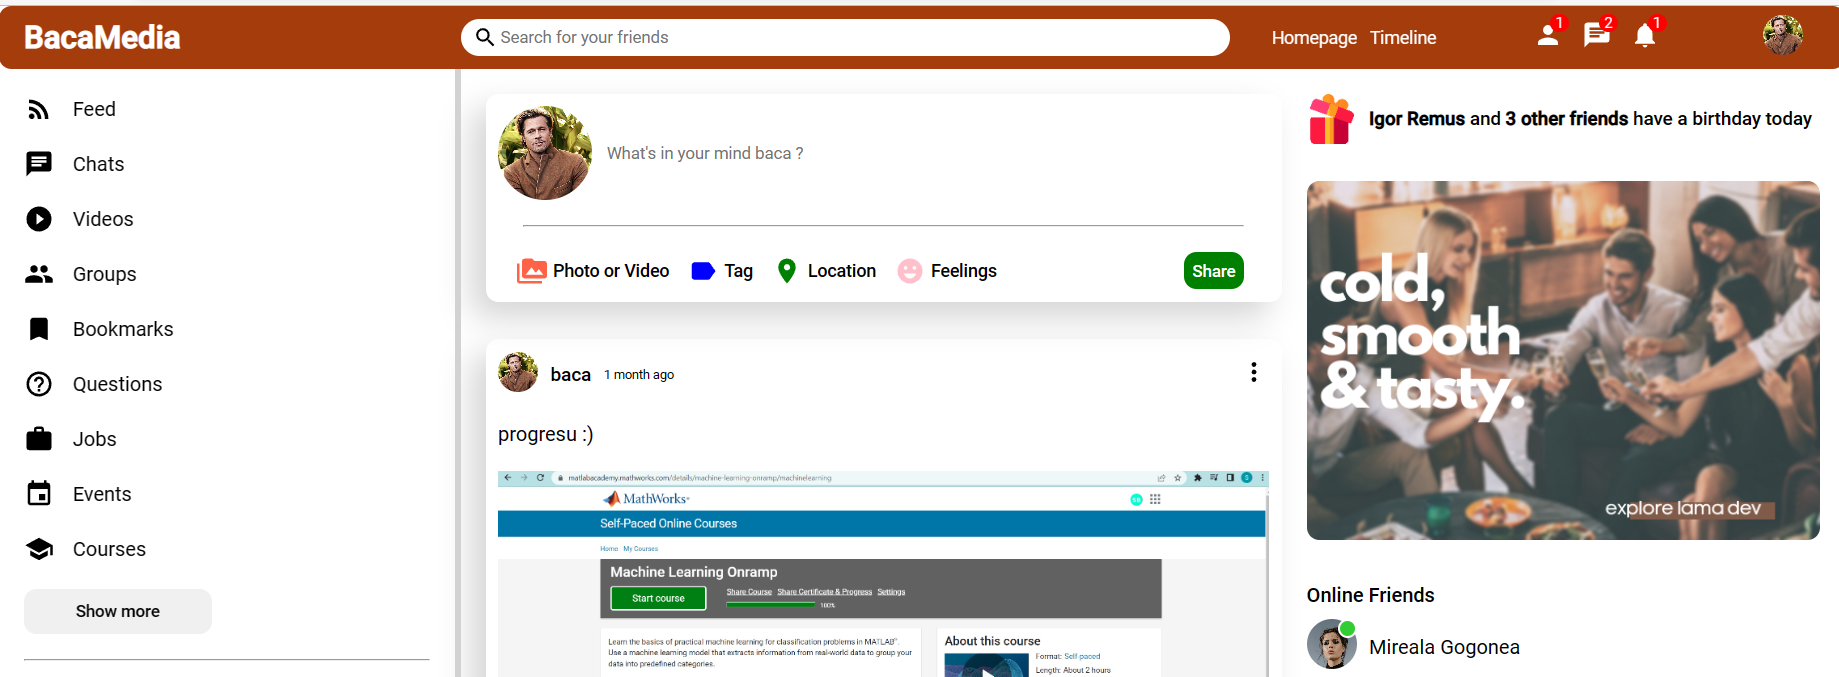 BacaMedia
Search for your friends
Homepage Timeline
1
2
1
Feed
Chats
Videos
Groups
Bookmarks
Questions
Jobs
Events
Courses
Show more
What's in your mind baca ?
Photo or Video
Tag
Location
Feelings
Share
baca 1 month ago
progresu :)
matlabacademy.mathworks.com/details/machine-learning-onramp/machinelearning
MathWorks®
Self-Paced Online Courses
Home My Courses
Machine Learning Onramp
Start course
Share Course Share Certificate & Progress Settings
100%
Learn the basics of practical machine learning for classification problems in MATLAB®.
Use a machine learning model that extracts information from real-world data to group your
data into predefined categories.
About this course
Format: Self-paced
Length: About 2 hours
Igor Remus and 3 other friends have a birthday today
cold,
smooth
& tasty.
explore lama dev
Online Friends
Mireala Gogonea